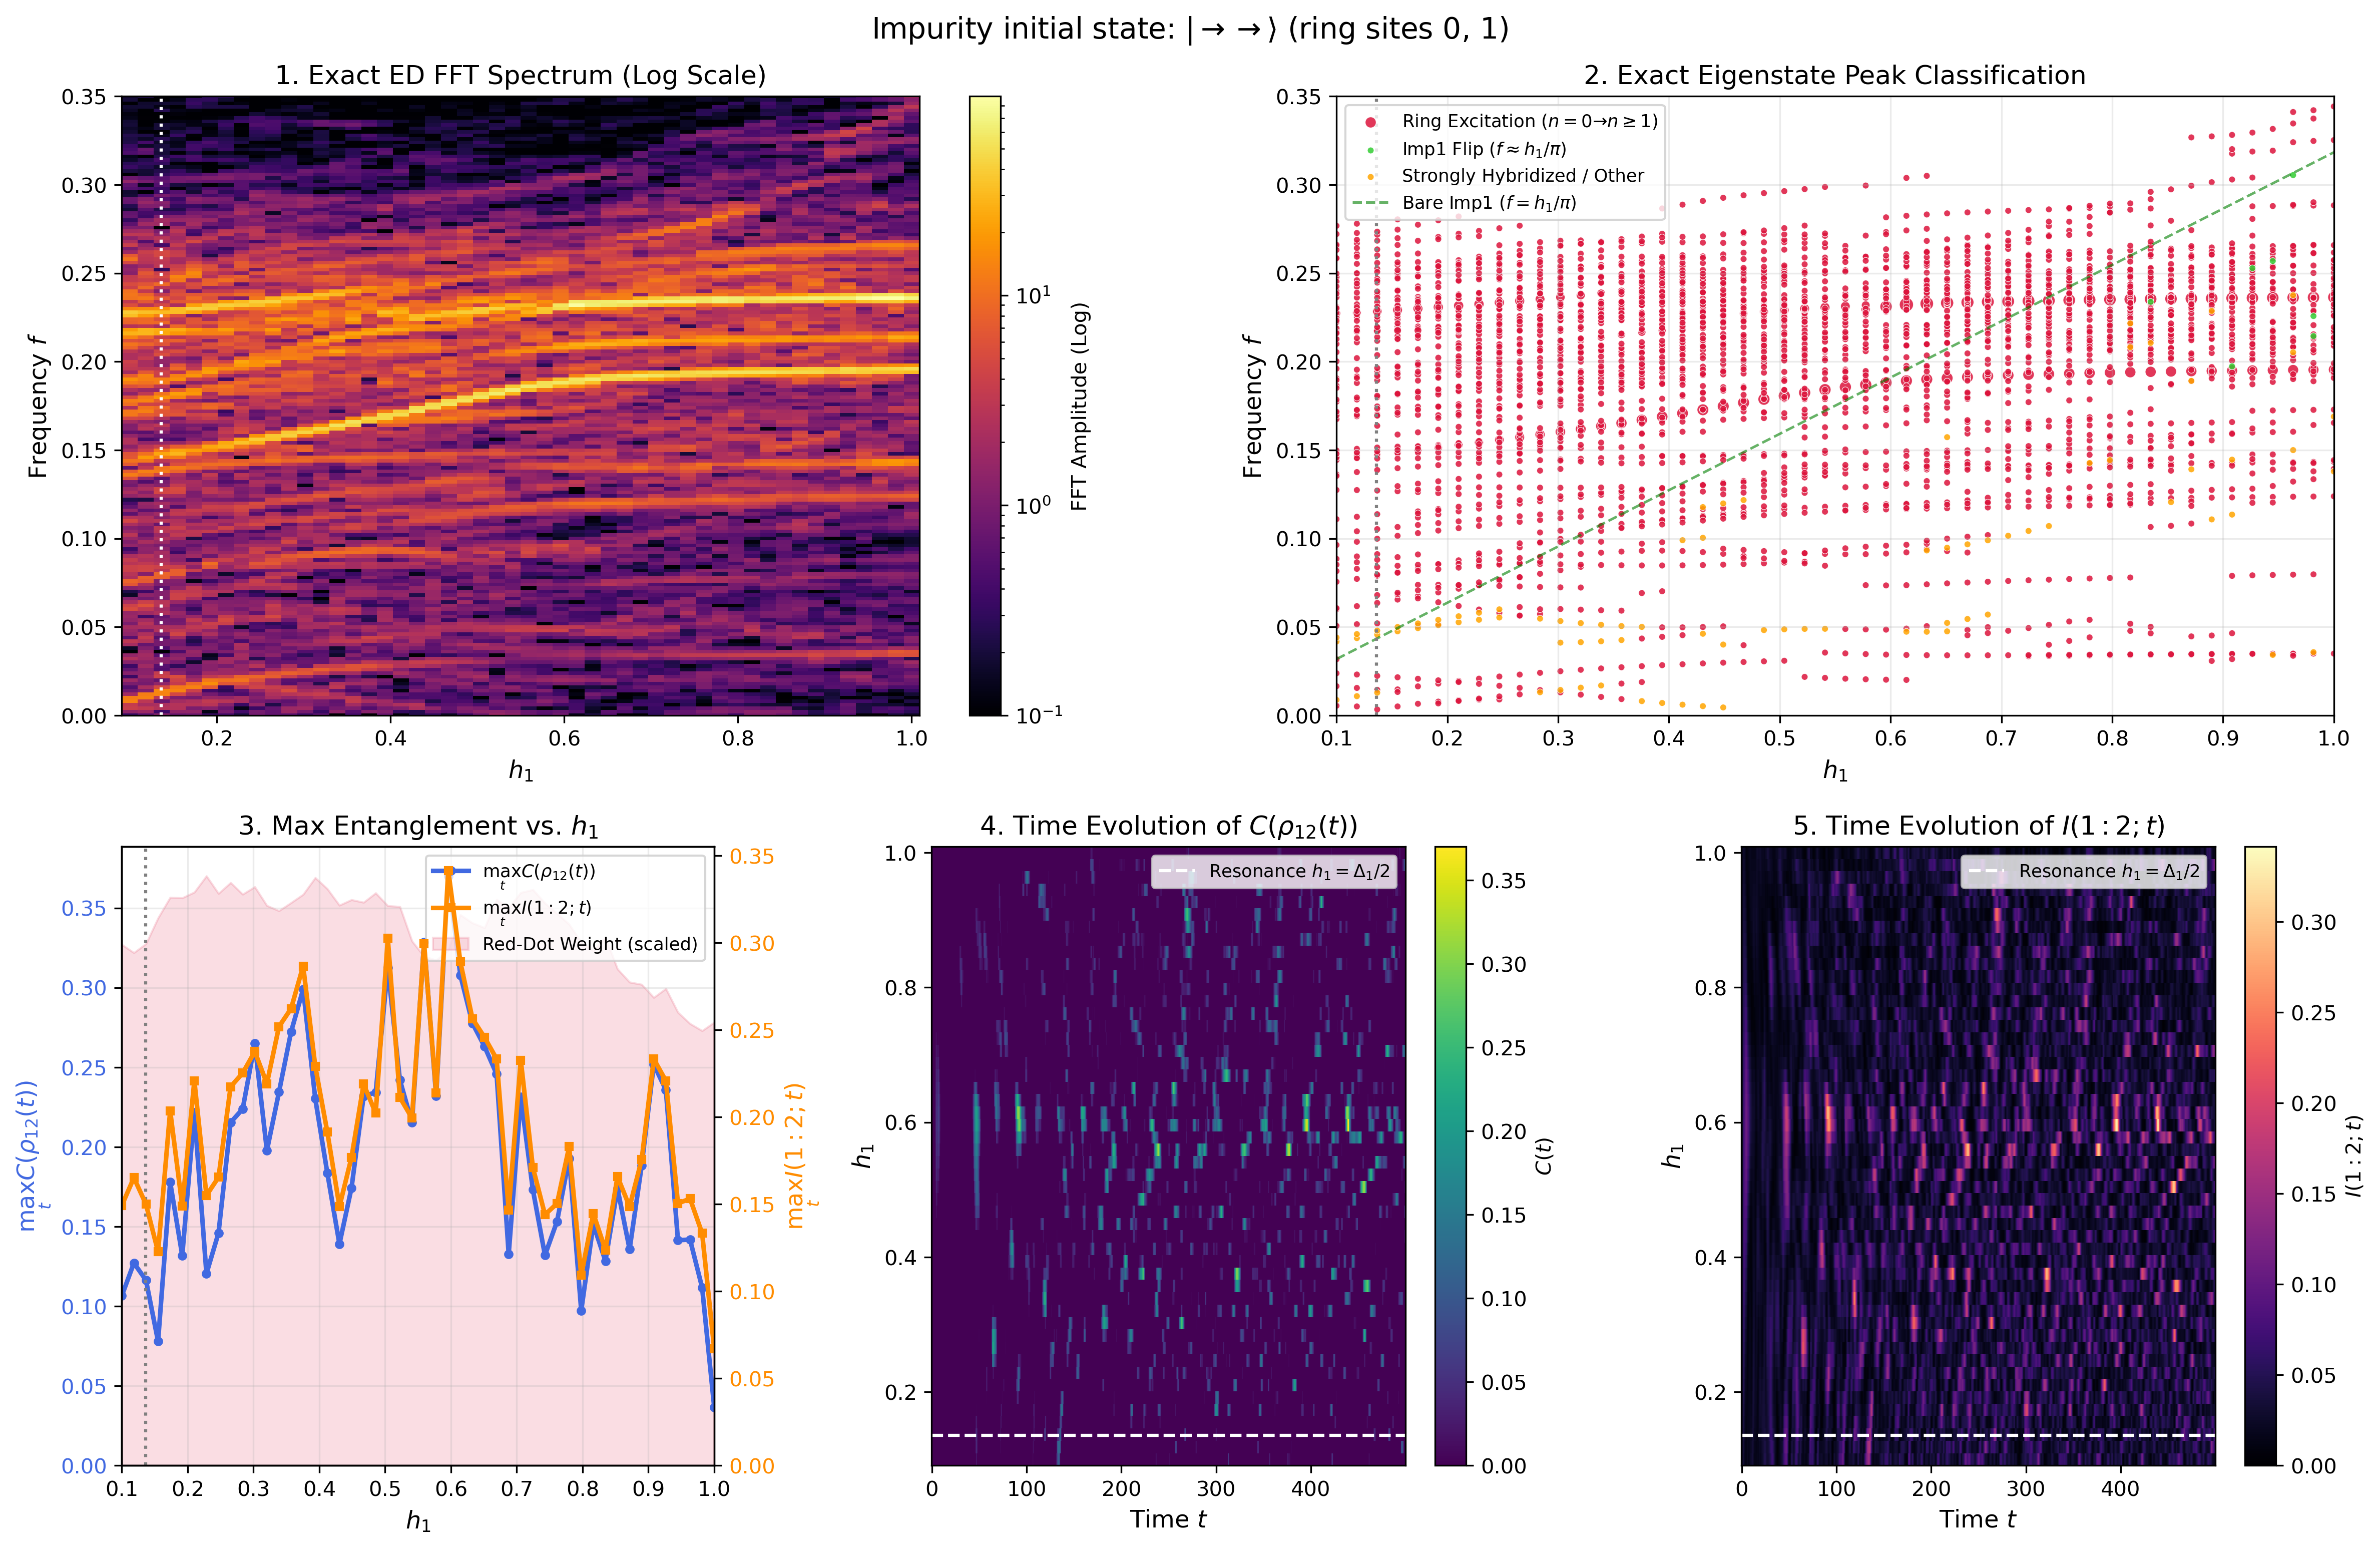 Impurity initial state: |→→⟩ (ring sites 0, 1)
1. Exact ED FFT Spectrum (Log Scale)
0.35
0.30
0.25
0.20
0.15
0.10
0.05
0.00
Frequency f
0.2
0.4
0.6
0.8
1.0
h₁
10¹
10⁰
10⁻¹
FFT Amplitude (Log)
2. Exact Eigenstate Peak Classification
Ring Excitation (n = 0→n ≥ 1)
Imp1 Flip (f ≈ h₁/π)
Strongly Hybridized / Other
Bare Imp1 (f = h₁/π)
0.35
0.30
0.25
0.20
0.15
0.10
0.05
0.00
Frequency f
0.1
0.2
0.3
0.4
0.5
0.6
0.7
0.8
0.9
1.0
h₁
3. Max Entanglement vs. h₁
max C(ρ₁₂(t))
t
max I(1 : 2; t)
t
Red-Dot Weight (scaled)
0.35
0.30
0.25
0.20
0.15
0.10
0.05
0.00
max C(ρ₁₂(t))
t
0.1
0.2
0.3
0.4
0.5
0.6
0.7
0.8
0.9
1.0
h₁
0.35
0.30
0.25
0.20
0.15
0.10
0.05
0.00
max I(1 : 2; t)
t
4. Time Evolution of C(ρ₁₂(t))
Resonance h₁ = Δ₁/2
1.0
0.8
0.6
0.4
0.2
h₁
0
100
200
300
400
Time t
0.35
0.30
0.25
0.20
0.15
0.10
0.05
0.00
C(t)
5. Time Evolution of I(1 : 2; t)
Resonance h₁ = Δ₁/2
1.0
0.8
0.6
0.4
0.2
h₁
0
100
200
300
400
Time t
0.30
0.25
0.20
0.15
0.10
0.05
0.00
I(1 : 2; t)